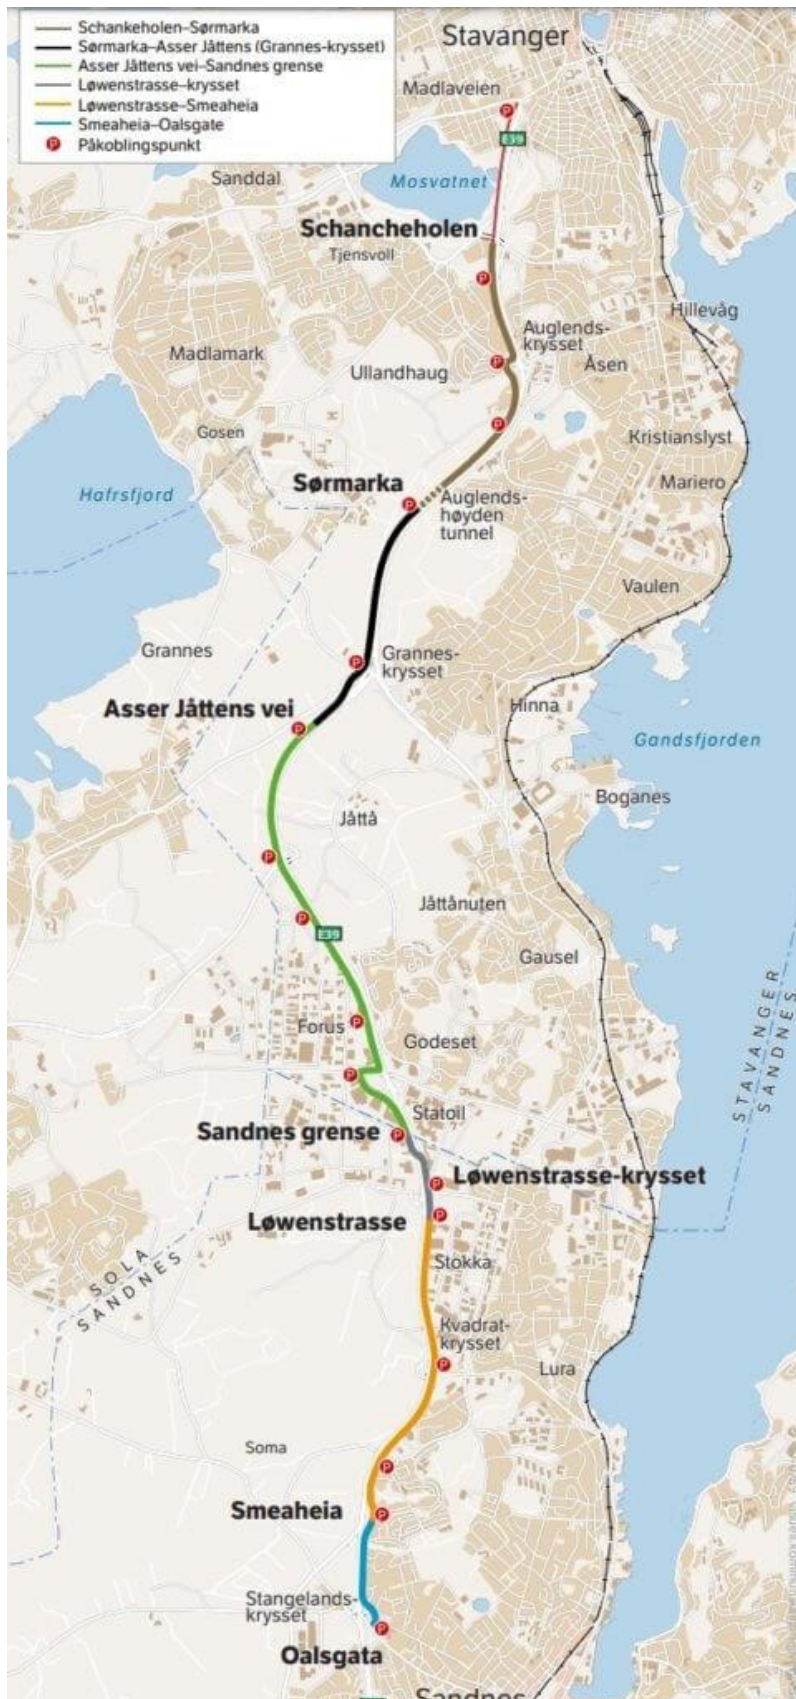 Schankeholen–Sørmarka
Sørmarka–Asser Jåttens (Grannes-krysset)
Asser Jåttens vei–Sandnes grense
Løwenstrasse–krysset
Løwenstrasse–Smeaheia
Smeaheia–Oalsgate
P Påkoblingspunkt
Stavanger
Madlaveien
P
E39
Sanddal
Mosvatnet
Schancheholen
Tjensvoll
P
Hillevåg
Auglends-
krysset
Madlamark
P
Åsen
Ullandhaug
P
Gosen
Kristianslyst
Mariero
Sørmarka
Hafrsfjord
P
Auglends-
høyden
tunnel
Vaulen
Grannes
P
Grannes-
krysset
Asser Jåttens vei
Hinna
P
Gandsfjorden
Boganes
Jåttå
P
Jåttånuten
P
E39
Gausel
STAVANGER
SANDNES
Forus
P
Godeset
P
Statoil
Sandnes grense
P
Løwenstrasse-krysset
P
Løwenstrasse
P
SOLA
SANDNES
Stokka
Kvadrat-
krysset
P
Lura
Soma
P
Smeaheia
P
Stangelands-
krysset
P
Oalsgata
Sandnes